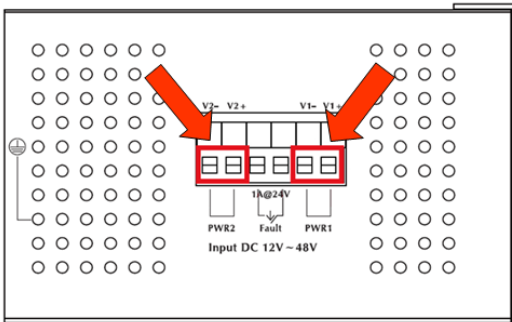 V2- V2+ V1- V1+
1A@24V
PWR2 Fault PWR1
Input DC 12V ~ 48V